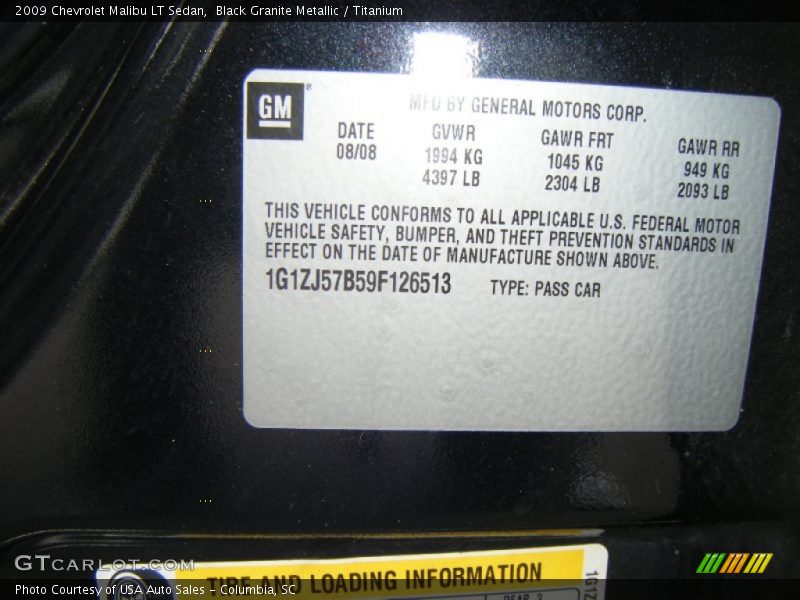 2009 Chevrolet Malibu LT Sedan, Black Granite Metallic / Titanium
GM®
MFD BY GENERAL MOTORS CORP.
DATE GVWR GAWR FRT GAWR RR
08/08 1994 KG 1045 KG 949 KG
4397 LB 2304 LB 2093 LB
THIS VEHICLE CONFORMS TO ALL APPLICABLE U.S. FEDERAL MOTOR
VEHICLE SAFETY, BUMPER, AND THEFT PREVENTION STANDARDS IN
EFFECT ON THE DATE OF MANUFACTURE SHOWN ABOVE.
1G1ZJ57B59F126513 TYPE: PASS CAR
GTCARLOT.COM
TIRE AND LOADING INFORMATION
REAR 3
1G1Z
Photo Courtesy of USA Auto Sales - Columbia, SC